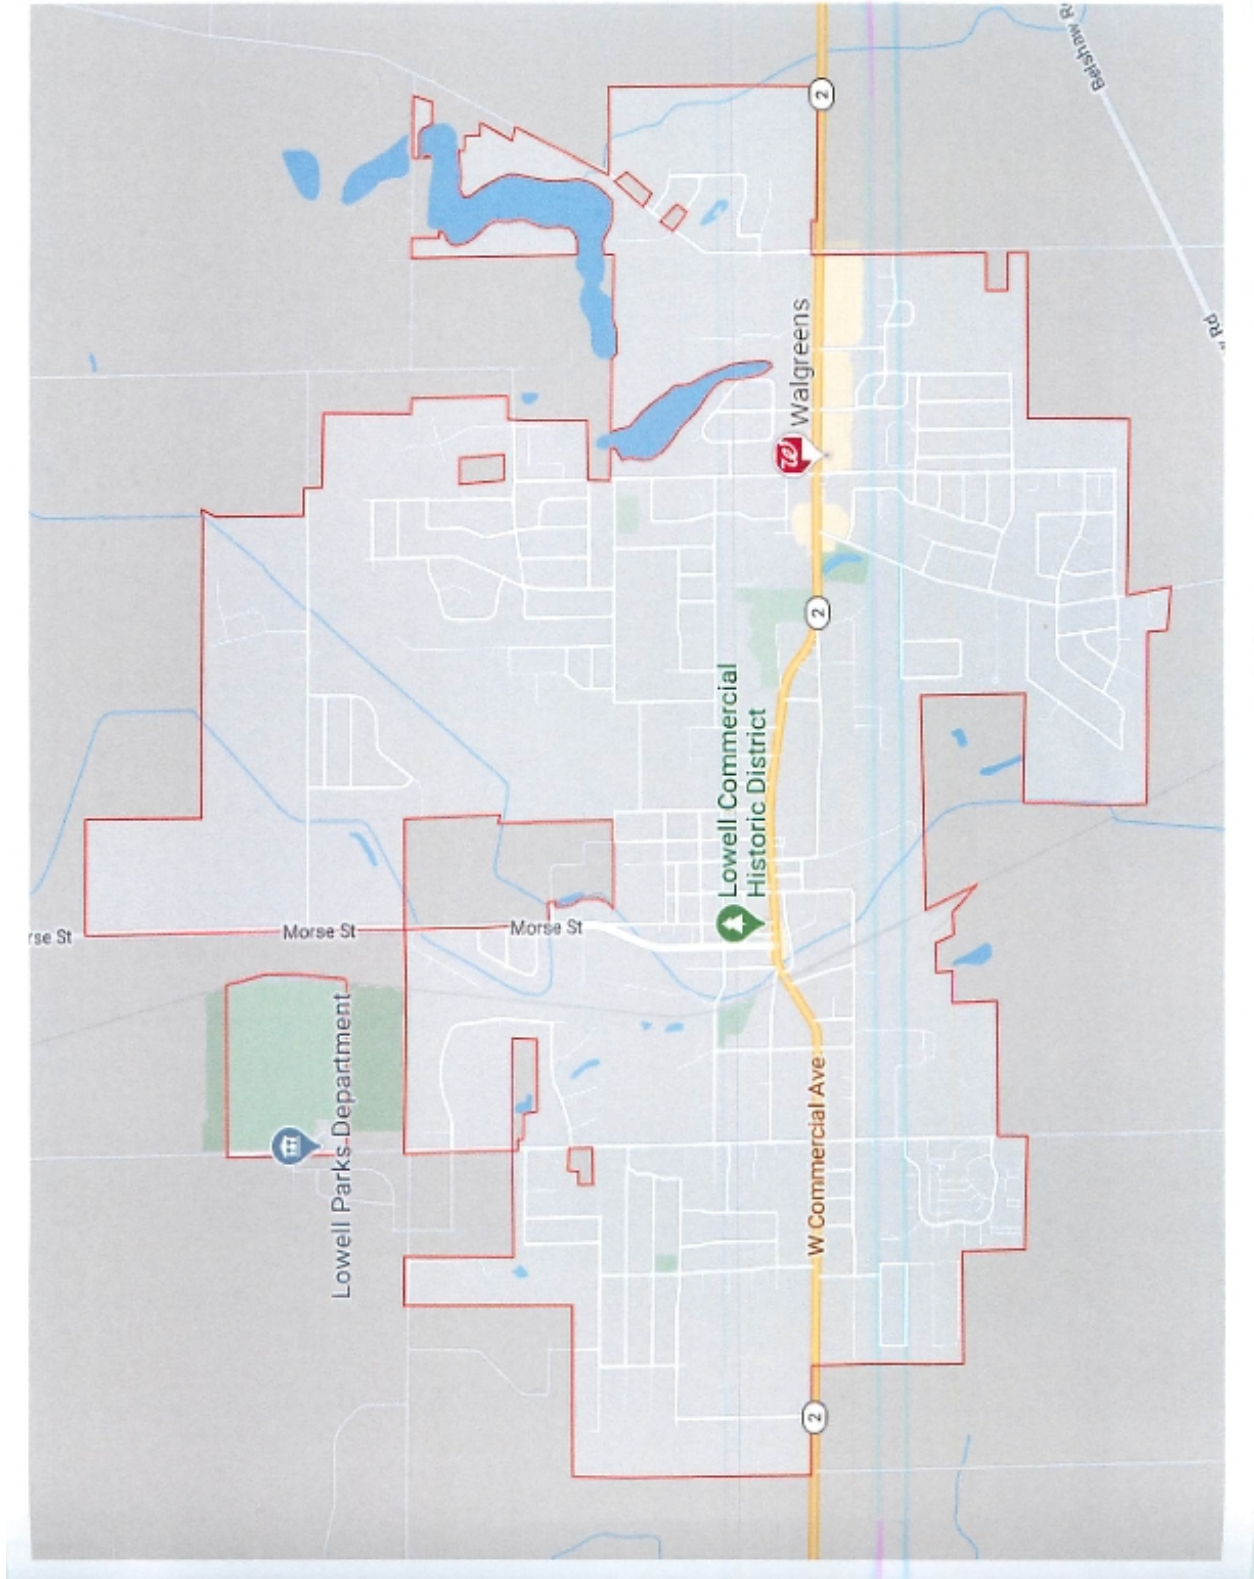 Belshaw R
2
w Rd
Walgreens
2
Lowell Commercial
Historic District
rse St
Morse St
Morse St
Lowell Parks Department
W Commercial Ave
2